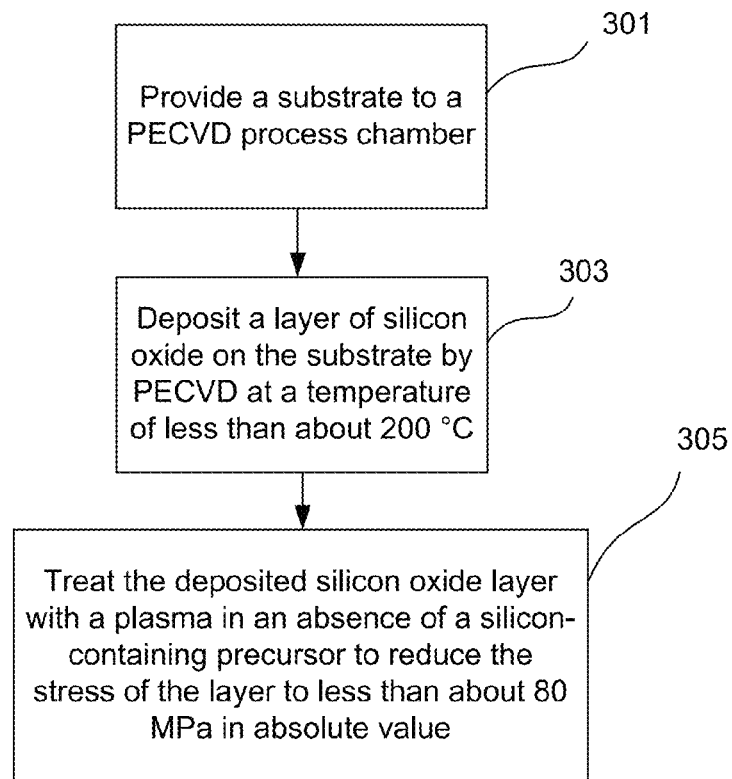 301
Provide a substrate to a
PECVD process chamber
303
Deposit a layer of silicon
oxide on the substrate by
PECVD at a temperature
of less than about 200 °C
305
Treat the deposited silicon oxide layer
with a plasma in an absence of a silicon-
containing precursor to reduce the
stress of the layer to less than about 80
MPa in absolute value